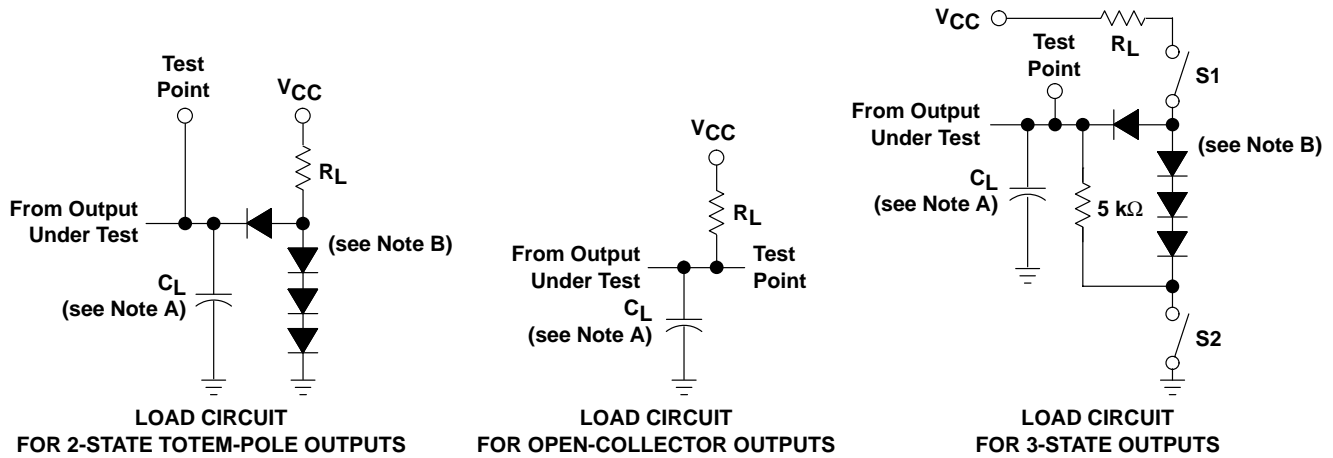 Test
Point
VCC
RL
From Output
Under Test
(see Note B)
CL
(see Note A)
LOAD CIRCUIT
FOR 2-STATE TOTEM-POLE OUTPUTS
VCC
RL
From Output
Under Test
Test
Point
CL
(see Note A)
LOAD CIRCUIT
FOR OPEN-COLLECTOR OUTPUTS
VCC
RL
Test
Point
S1
From Output
Under Test
(see Note B)
CL
(see Note A)
5 kΩ
S2
LOAD CIRCUIT
FOR 3-STATE OUTPUTS